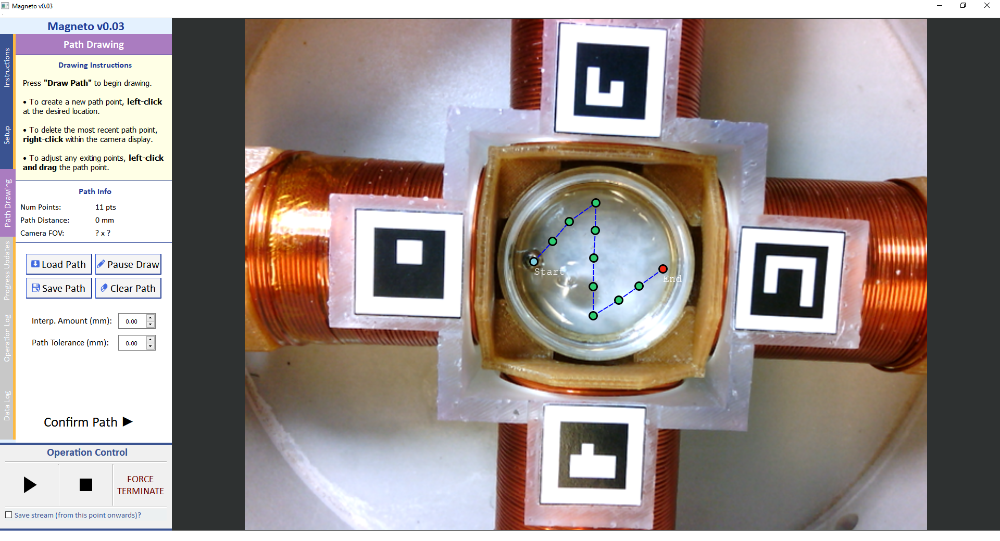 Magneto v0.03
Magneto v0.03
Path Drawing
Instructions
Setup
Path Drawing
Progress Updates
Operation Log
Data Log
Drawing Instructions
Press "Draw Path" to begin drawing.
• To create a new path point, left-click
at the desired location.
• To delete the most recent path point,
right-click within the camera display.
• To adjust any exiting points, left-click
and drag the path point.
Path Info
Num Points: 11 pts
Path Distance: 0 mm
Camera FOV: ? x ?
Load Path
Pause Draw
Save Path
Clear Path
Interp. Amount (mm): 0.00
Path Tolerance (mm): 0.00
Confirm Path
Operation Control
FORCE
TERMINATE
Save stream (from this point onwards)?
Start
End